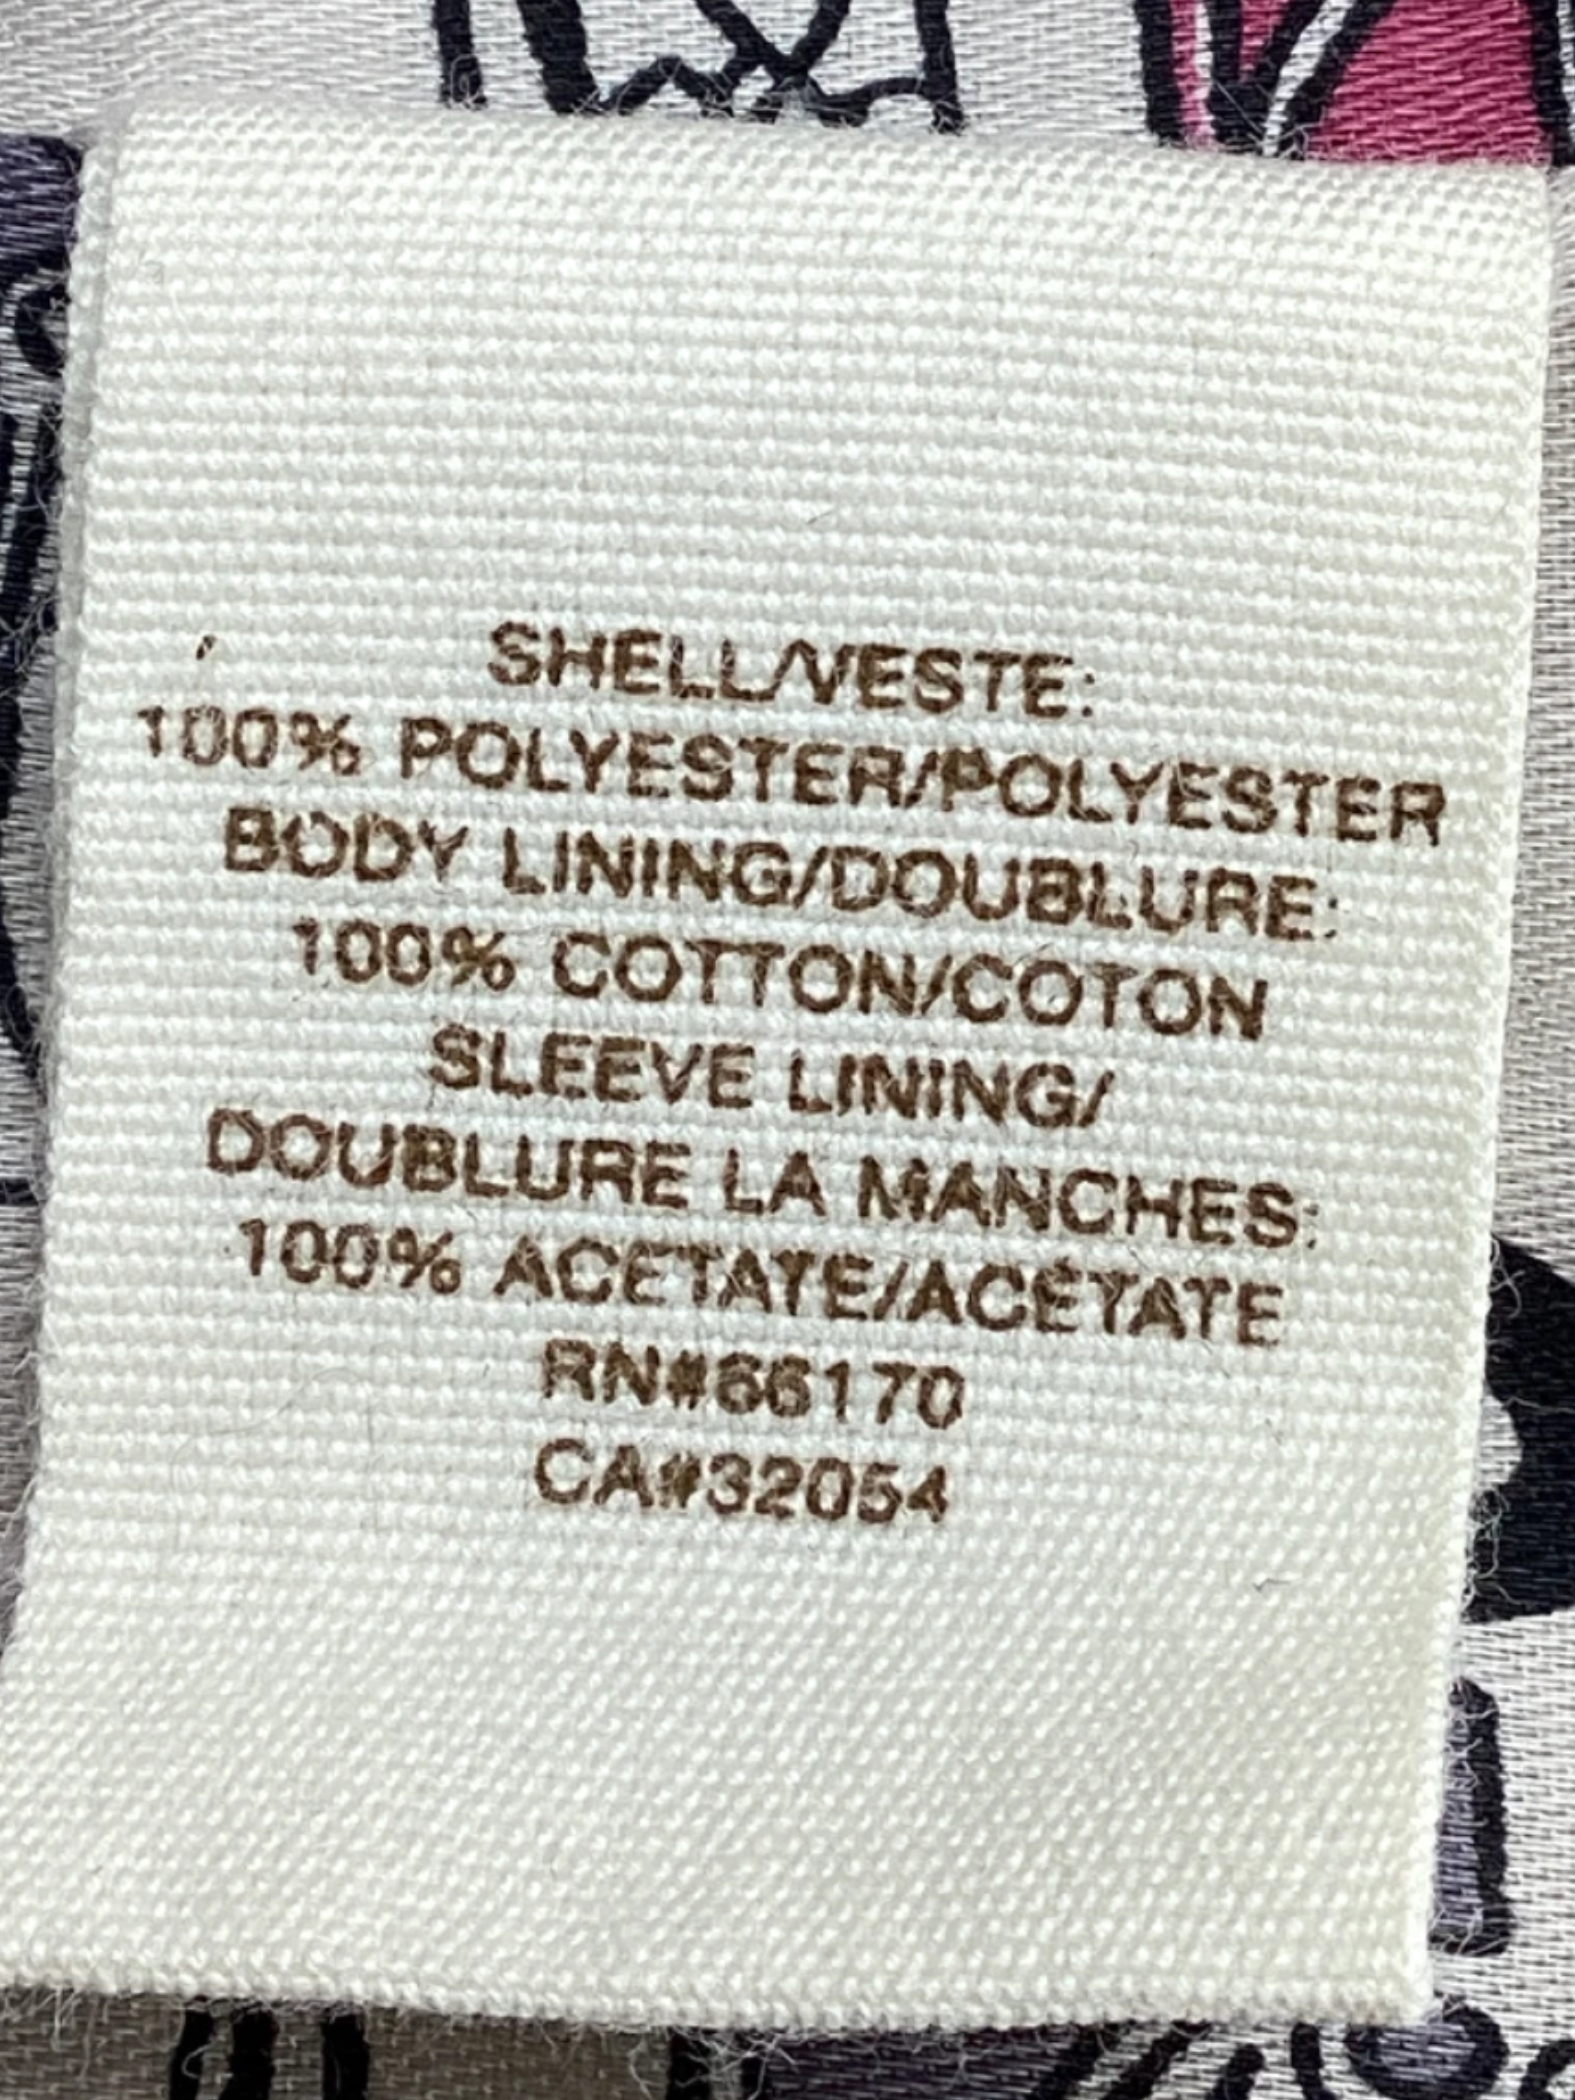 SHELL/VESTE:
100% POLYESTER/POLYESTER
BODY LINING/DOUBLURE:
100% COTTON/COTON
SLEEVE LINING/
DOUBLURE LA MANCHES:
100% ACETATE/ACÉTATE
RN#66170
CA#32054